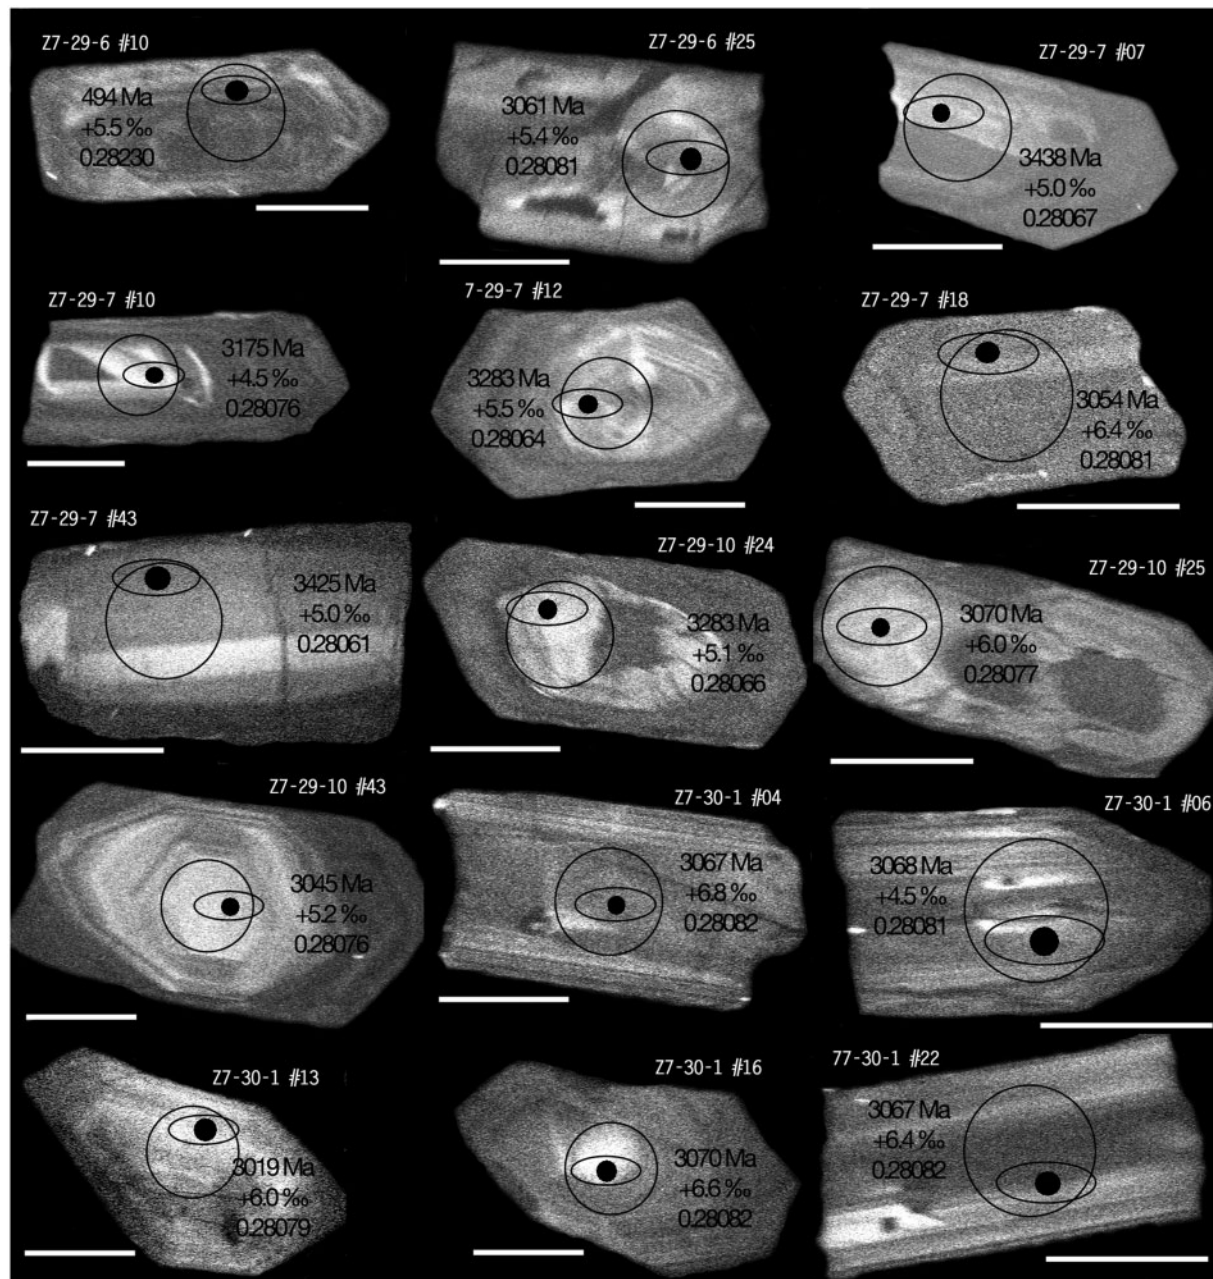 Z7-29-6 #10
494 Ma
+5.5 ‰
0.28230
Z7-29-6 #25
3061 Ma
+5.4 ‰
0.28081
Z7-29-7 #07
3438 Ma
+5.0 ‰
0.28067
Z7-29-7 #10
3175 Ma
+4.5 ‰
0.28076
7-29-7 #12
3283 Ma
+5.5 ‰
0.28064
Z7-29-7 #18
3054 Ma
+6.4 ‰
0.28081
Z7-29-7 #43
3425 Ma
+5.0 ‰
0.28061
Z7-29-10 #24
3283 Ma
+5.1 ‰
0.28066
Z7-29-10 #25
3070 Ma
+6.0 ‰
0.28077
Z7-29-10 #43
3045 Ma
+5.2 ‰
0.28076
Z7-30-1 #04
3067 Ma
+6.8 ‰
0.28082
Z7-30-1 #06
3068 Ma
+4.5 ‰
0.28081
Z7-30-1 #13
3019 Ma
+6.0 ‰
0.28079
Z7-30-1 #16
3070 Ma
+6.6 ‰
0.28082
77-30-1 #22
3067 Ma
+6.4 ‰
0.28082